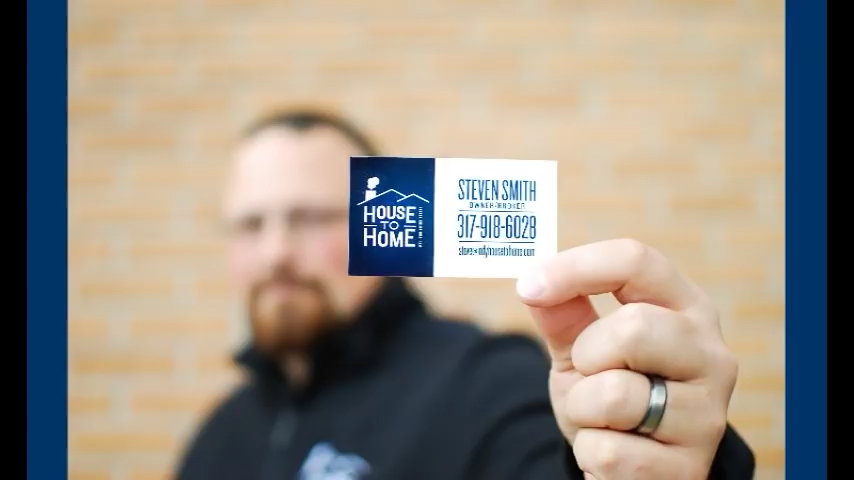 HOUSE
TO
HOME
STEVEN SMITH
OWNER-BROKER
317-918-6028